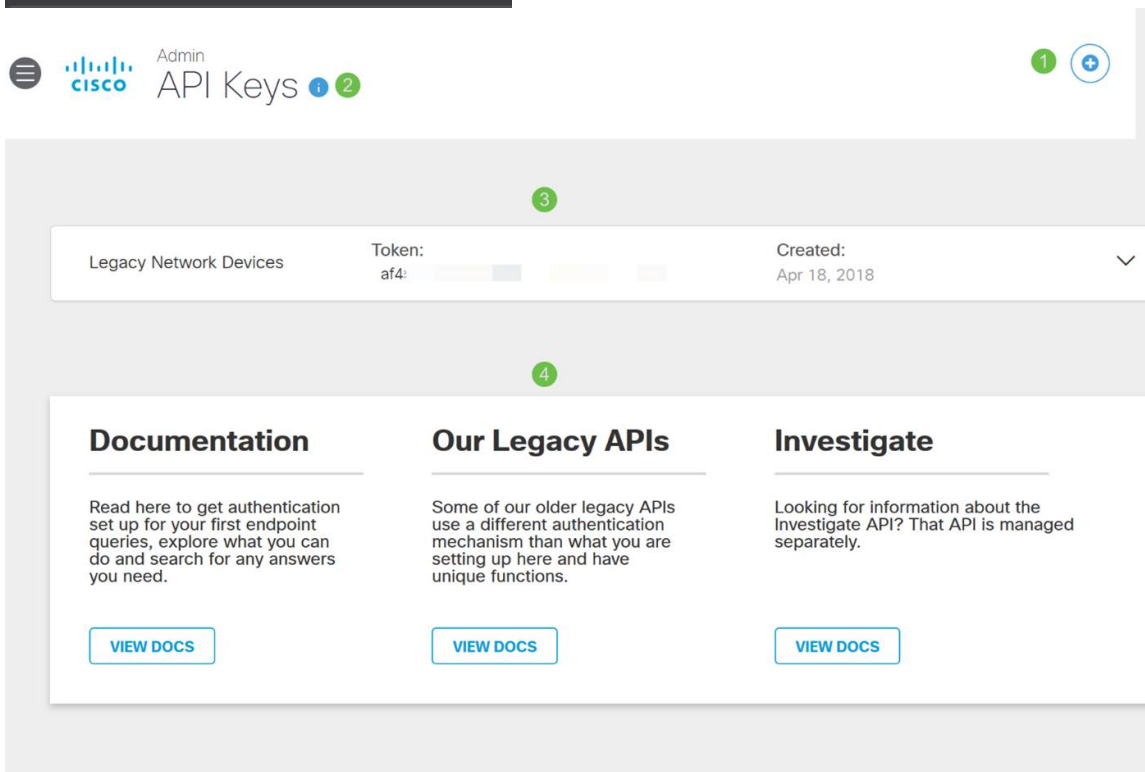 Admin
cisco
API Keys
2
1
3
Legacy Network Devices
Token:
Created:
Apr 18, 2018
4
Documentation
Read here to get authentication
set up for your first endpoint
queries, explore what you can
do and search for any answers
you need.
VIEW DOCS
Our Legacy APIs
Some of our older legacy APIs
use a different authentication
mechanism than what you are
setting up here and have
unique functions.
VIEW DOCS
Investigate
Looking for information about the
Investigate API? That API is managed
separately.
VIEW DOCS